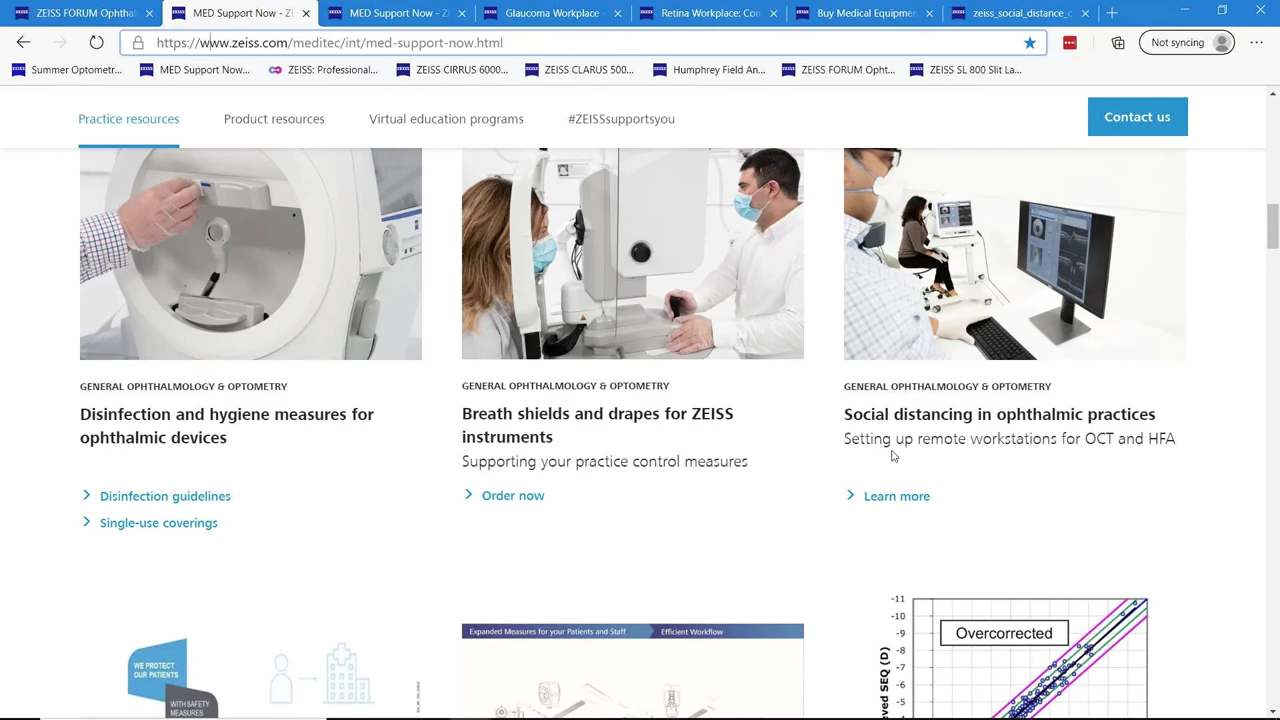 FORUM Ophthal
MED Support Now - ZE
MED Support Now - ZE
Glaucoma Workplace
Retina Workplace: Com
Buy Medical Equipmen
zeiss_social_distance_c
https://www.zeiss.com/meditec/int/med-support-now.html
Not syncing
Summer Optometr...
MED Support Now...
ZEISS: Professional...
ZEISS CIRRUS 6000...
ZEISS CLARUS 500...
Humphrey Field An...
ZEISS FORUM Opht...
ZEISS SL 800 Slit La...
Practice resources
Product resources
Virtual education programs
#ZEISSsupportsyou
Contact us
GENERAL OPHTHALMOLOGY & OPTOMETRY
Disinfection and hygiene measures for
ophthalmic devices
Disinfection guidelines
Single-use coverings
GENERAL OPHTHALMOLOGY & OPTOMETRY
Breath shields and drapes for ZEISS
instruments
Supporting your practice control measures
Order now
GENERAL OPHTHALMOLOGY & OPTOMETRY
Social distancing in ophthalmic practices
Setting up remote workstations for OCT and HFA
Learn more
WE PROTECT
OUR PATIENTS
WITH SAFETY
MEASURES
Expanded Measures for your Patients and Staff
Efficient Workflow
-11
-10
-9
-8
-7
-6
-5
Overcorrected
eved SEQ (D)